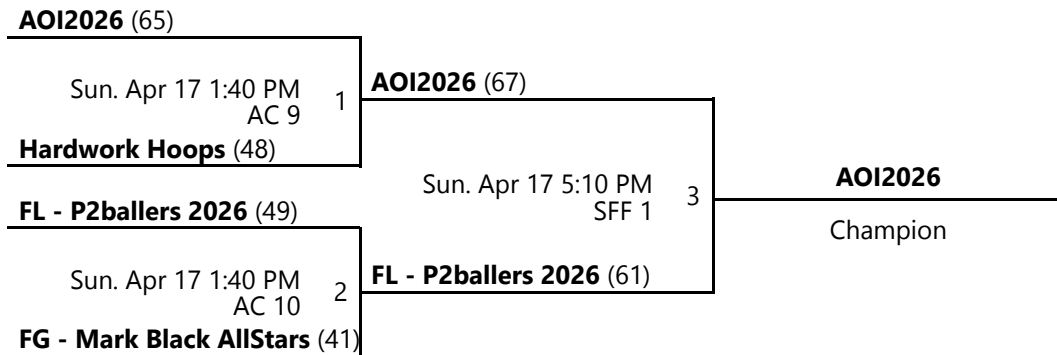 AOI2026 (65)
Sun. Apr 17 1:40 PM
AC 9
1
Hardwork Hoops (48)
AOI2026 (67)
FL - P2ballers 2026 (49)
Sun. Apr 17 1:40 PM
AC 10
2
FG - Mark Black AllStars (41)
Sun. Apr 17 5:10 PM
SFF 1
3
FL - P2ballers 2026 (61)
AOI2026
Champion